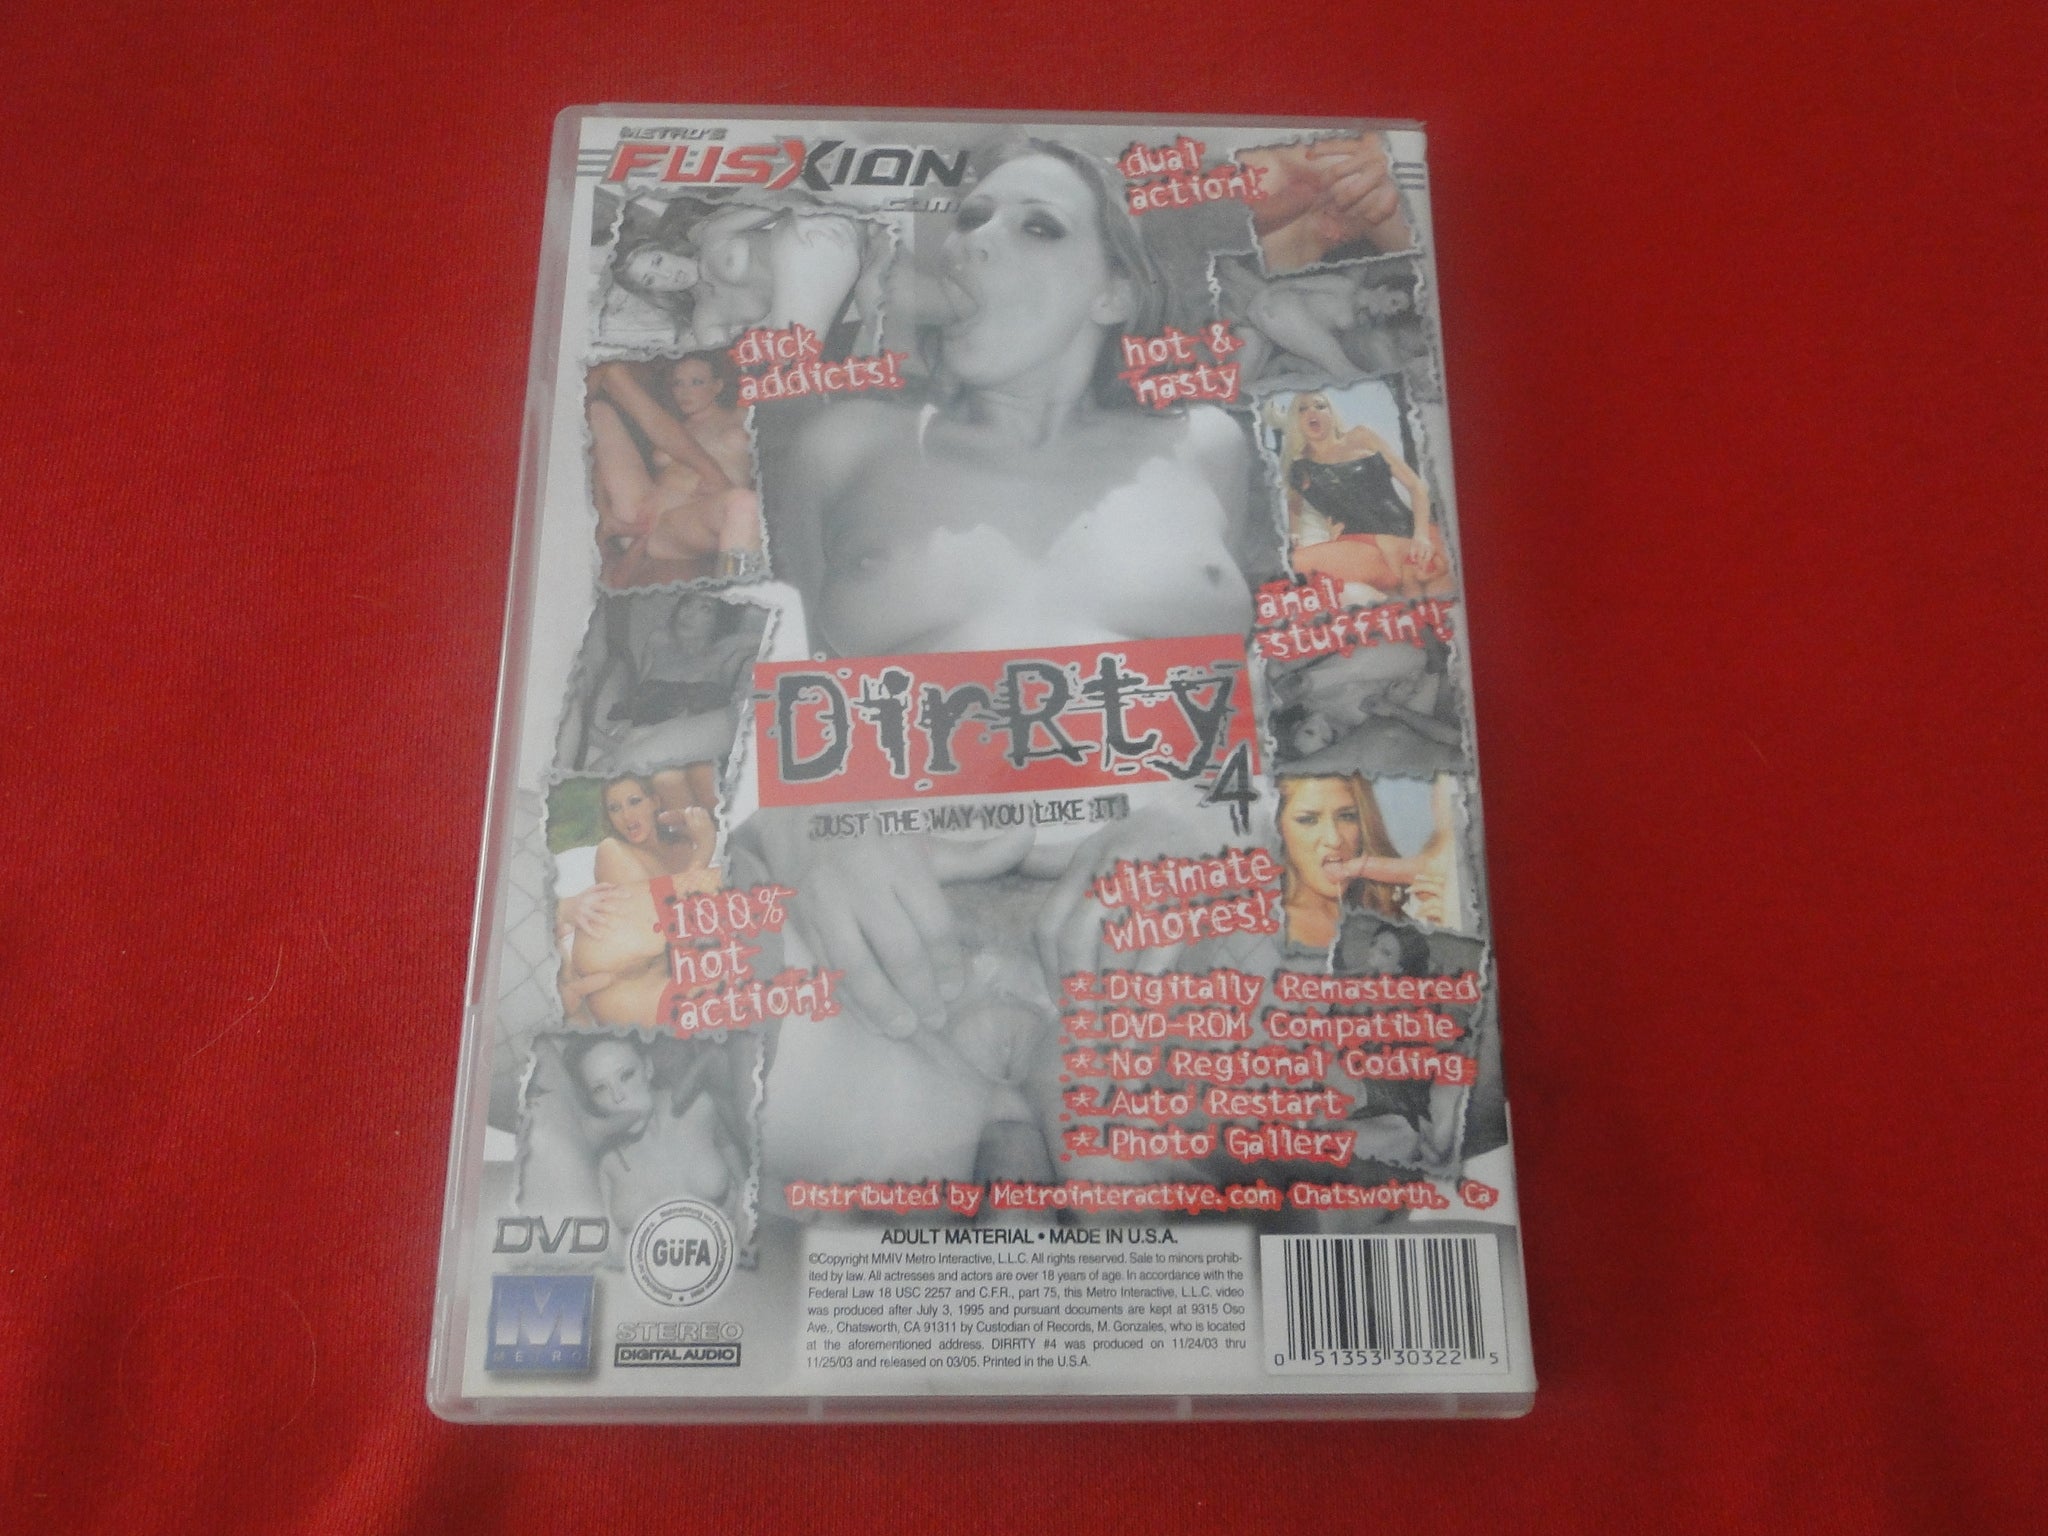 METRO'S
FUSXION
.com
dual
action!
dick
addicts!
hot &
nasty
anal
stuffin'!
DirRty
4
JUST THE WAY YOU LIKE IT!
ultimate
whores!
100%
hot
action!
* Digitally Remastered
* DVD-ROM Compatible
* No Regional Coding
* Auto Restart
* Photo Gallery
Distributed by Metrointeractive.com Chatsworth, Ca
DVD
GüFA
METRO
STEREO
DIGITAL AUDIO
ADULT MATERIAL • MADE IN U.S.A.
©Copyright MMIV Metro Interactive, L.L.C. All rights reserved. Sale to minors prohib-
ited by law. All actresses and actors are over 18 years of age. In accordance with the
Federal Law 18 USC 2257 and C.F.R., part 75, this Metro Interactive, L.L.C. video
was produced after July 3, 1995 and pursuant documents are kept at 9315 Oso
Ave., Chatsworth, CA 91311 by Custodian of Records, M. Gonzales, who is located
at the aforementioned address. DIRRTY #4 was produced on 11/24/03 thru
11/25/03 and released on 03/05. Printed in the U.S.A.
0 51353 30322 5